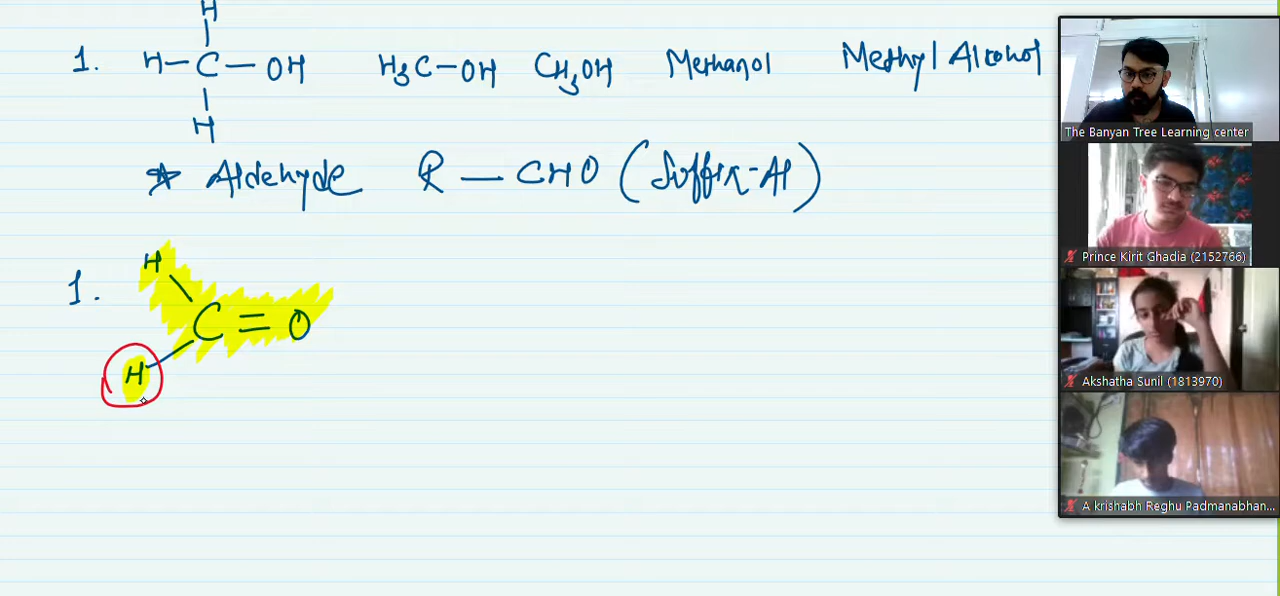 H
1. H—C—OH H3C—OH CH3OH Methanol Methyl Alcohol
H
* Aldehyde R—CHO (Suffix-Al)
H
1. C=O
H
The Banyan Tree Learning center
Prince Kirit Ghadia (2152766)
Akshatha Sunil (1813970)
A krishabh Reghu Padmanabhan...